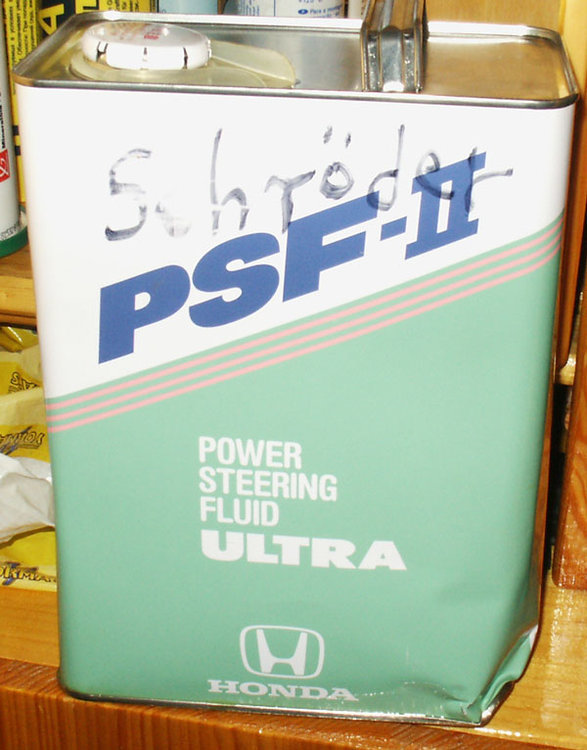 Schröder
PSF-II
POWER
STEERING
FLUID
ULTRA
HONDA